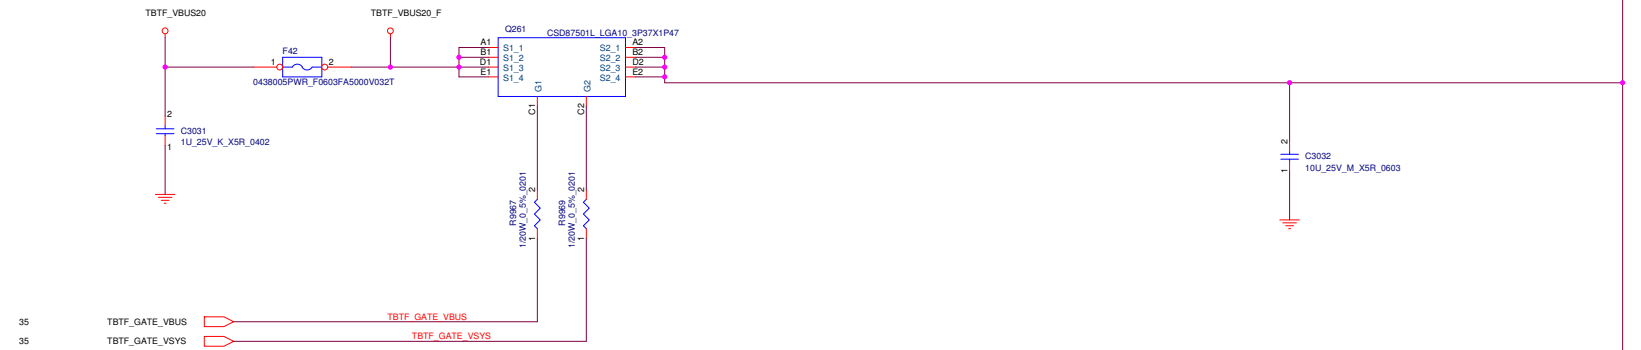 TBTF_VBUS20
TBTF_VBUS20_F
Q261
CSD87501L_LGA10_3P37X1P47
F42
1
2
0438005PWR_F0603FA5000V032T
A1
B1
D1
E1
S1_1
S1_2
S1_3
S1_4
S2_1
S2_2
S2_3
S2_4
A2
B2
D2
E2
G1
G2
C1
C2
2
C3031
1U_25V_K_X5R_0402
1
2
C3032
10U_25V_M_X5R_0603
1
R9967
1/20W_0_5%_0201
2
1
R9969
1/20W_0_5%_0201
2
1
35 TBTF_GATE_VBUS TBTF_GATE_VBUS
35 TBTF_GATE_VSYS TBTF_GATE_VSYS